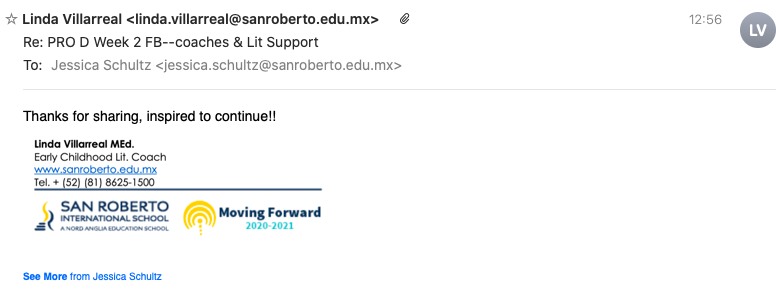 Linda Villarreal <linda.villarreal@sanroberto.edu.mx>
12:56
LV
Re: PRO D Week 2 FB--coaches & Lit Support
To: Jessica Schultz <jessica.schultz@sanroberto.edu.mx>
Thanks for sharing, inspired to continue!!
Linda Villarreal MEd.
Early Childhood Lit. Coach
www.sanroberto.edu.mx
Tel. + (52) (81) 8625-1500
SAN ROBERTO
INTERNATIONAL SCHOOL
A NORD ANGLIA EDUCATION SCHOOL
Moving Forward
2020-2021
See More from Jessica Schultz